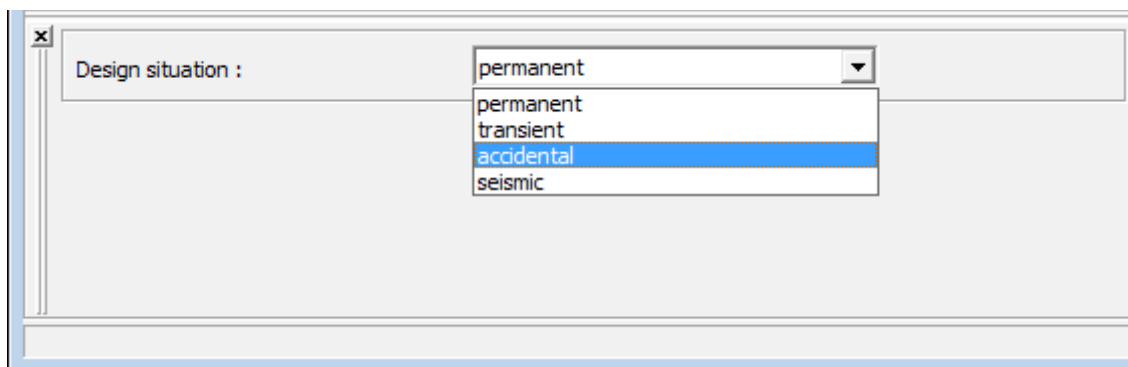 Design situation : permanent
permanent
transient
accidental
seismic